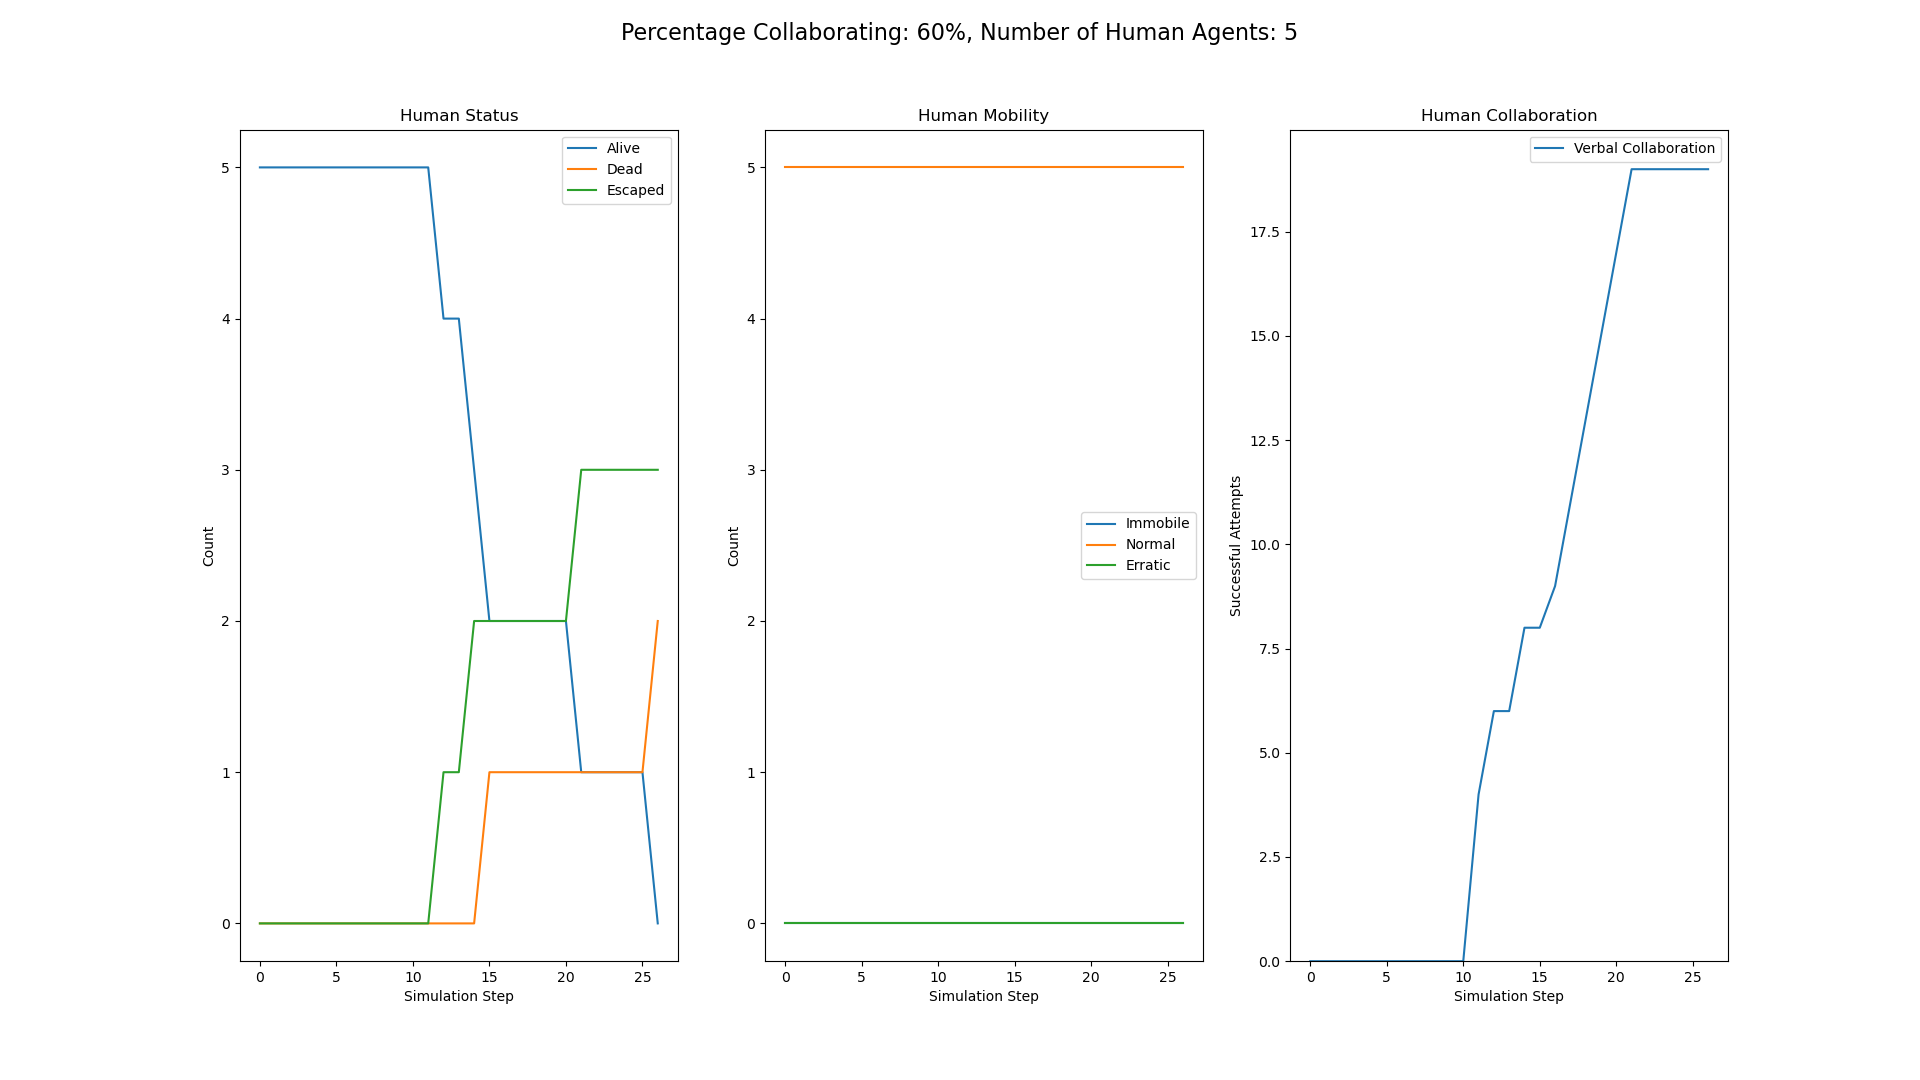 Percentage Collaborating: 60%, Number of Human Agents: 5
Human Status
Alive
Dead
Escaped
5
4
3
2
1
0
Count
0 5 10 15 20 25
Simulation Step
Human Mobility
Immobile
Normal
Erratic
5
4
3
2
1
0
Count
0 5 10 15 20 25
Simulation Step
Human Collaboration
Verbal Collaboration
17.5
15.0
12.5
10.0
7.5
5.0
2.5
0.0
Successful Attempts
0 5 10 15 20 25
Simulation Step